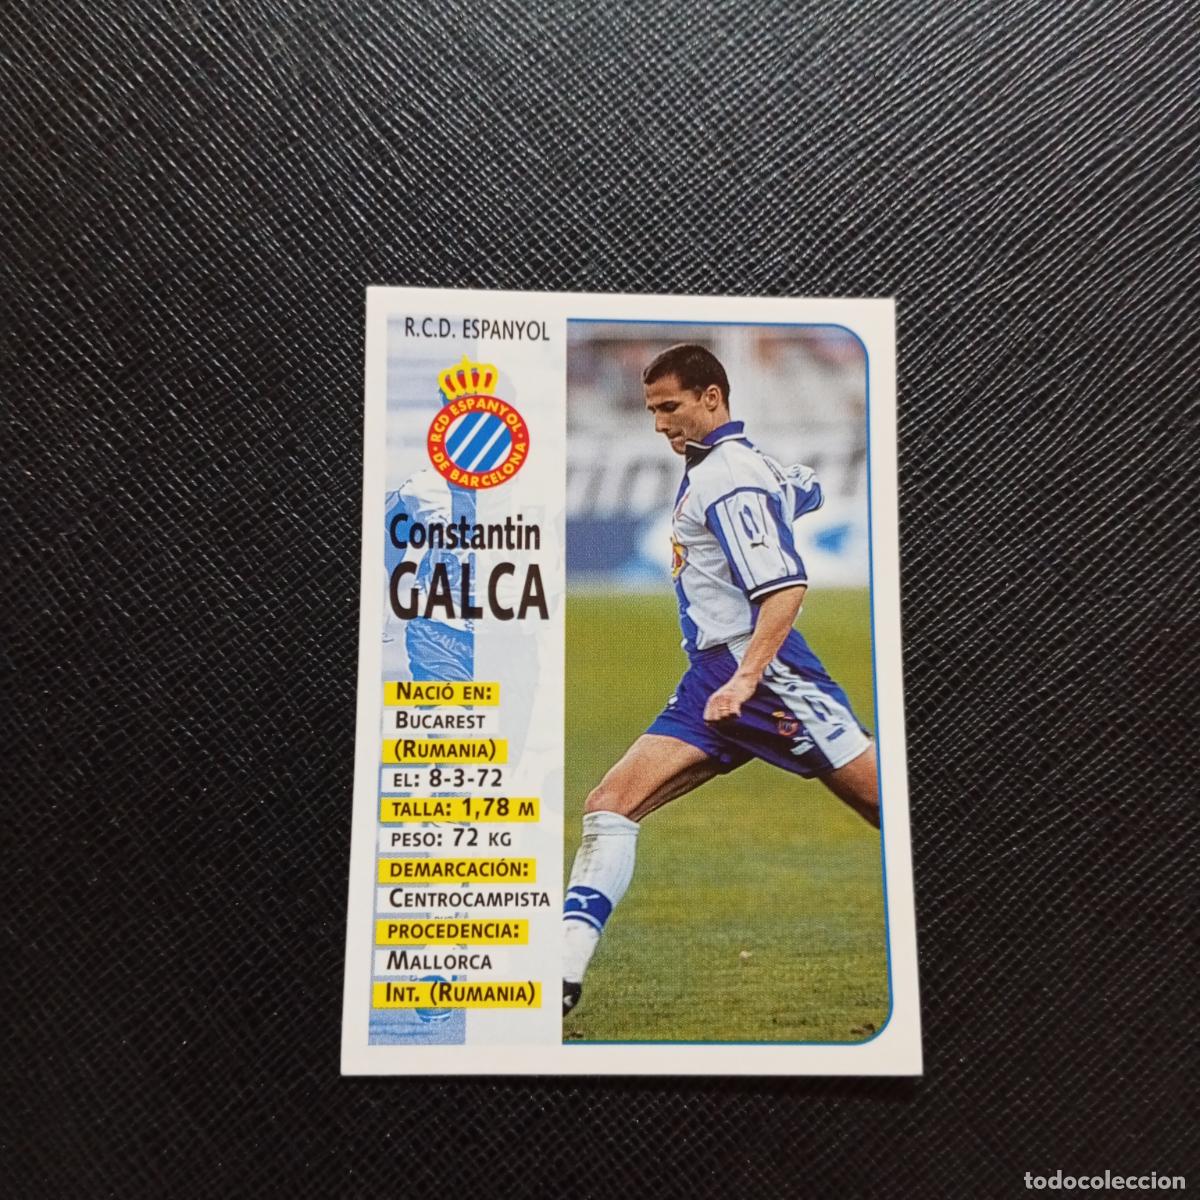 R.C.D. ESPANYOL
RCD ESPANYOL
DE BARCELONA
Constantin
GALCA
NACIÓ EN:
BUCAREST
(RUMANIA)
EL: 8-3-72
TALLA: 1,78 M
PESO: 72 KG
DEMARCACIÓN:
CENTROCAMPISTA
PROCEDENCIA:
MALLORCA
INT. (RUMANIA)
todocoleccion